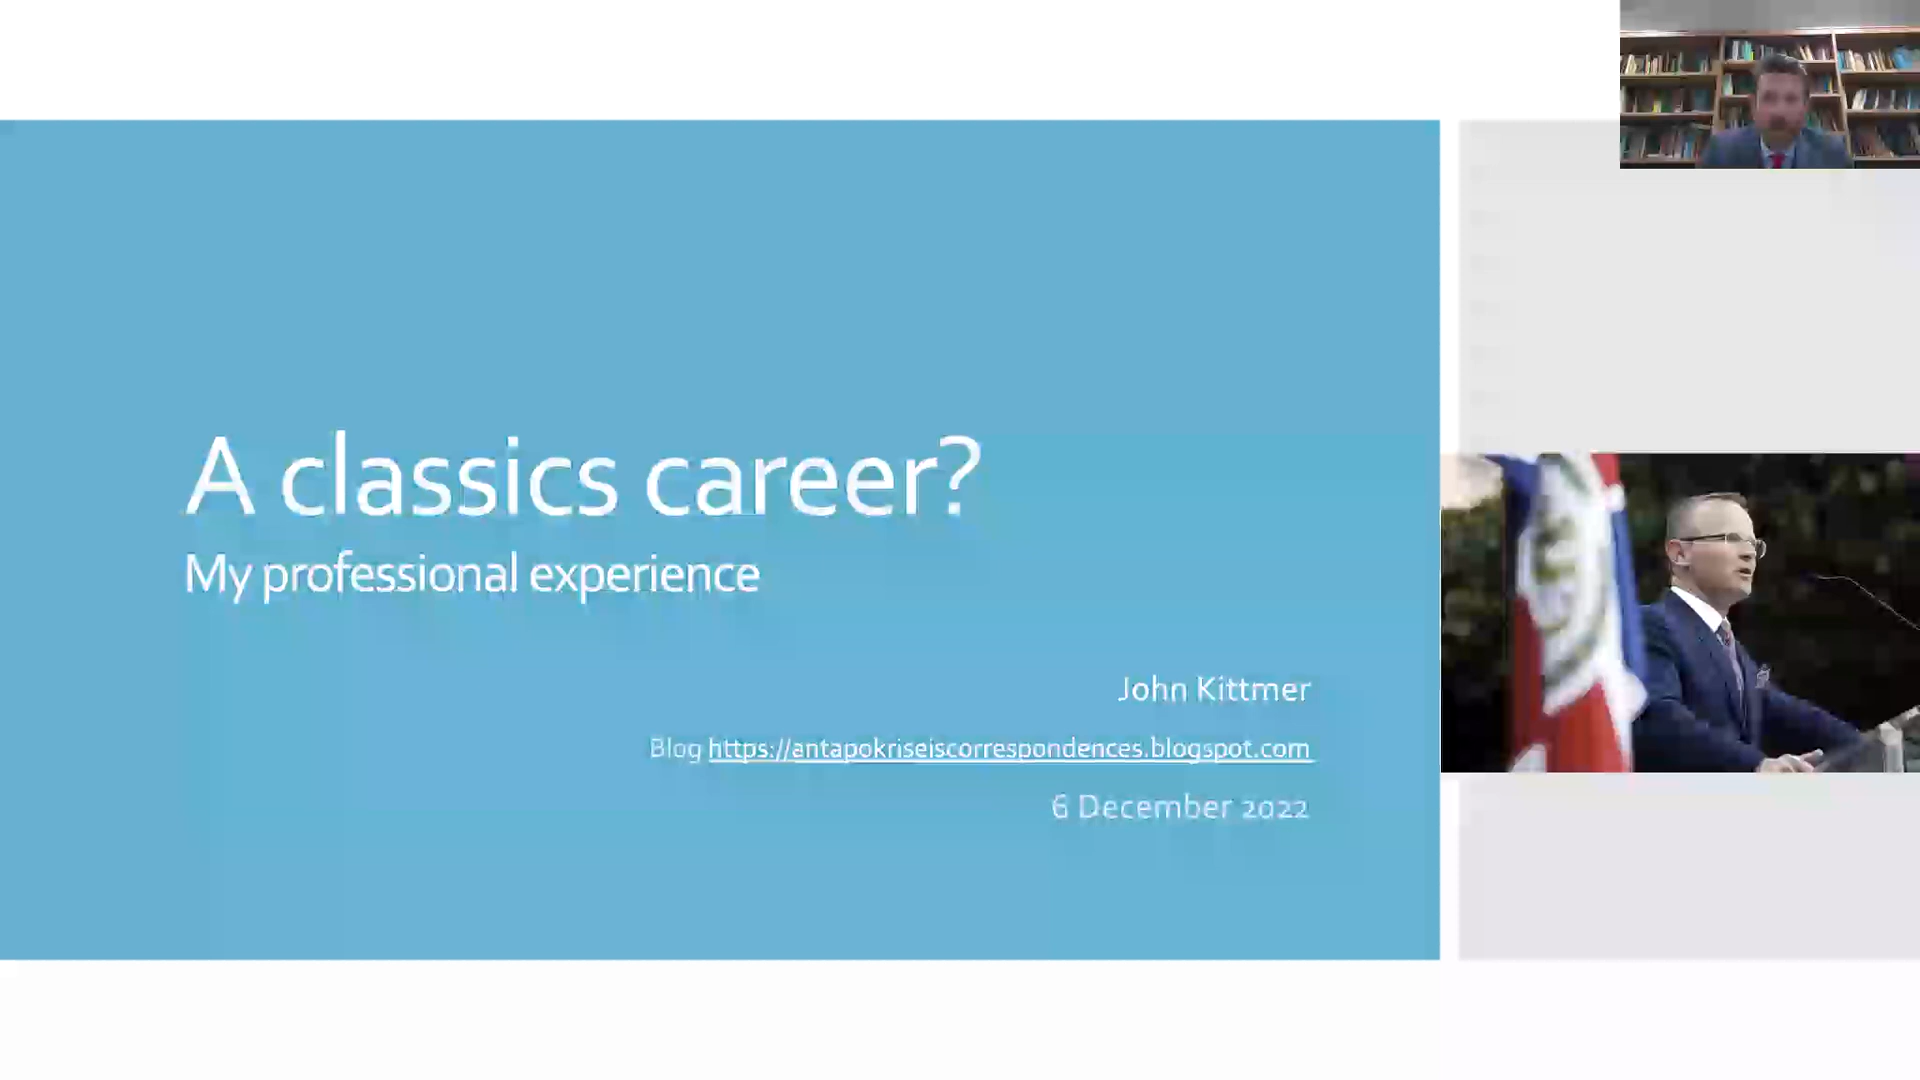 A classics career?
My professional experience
John Kittmer
Blog https://antapokriseiscorrespondences.blogspot.com
6 December 2022